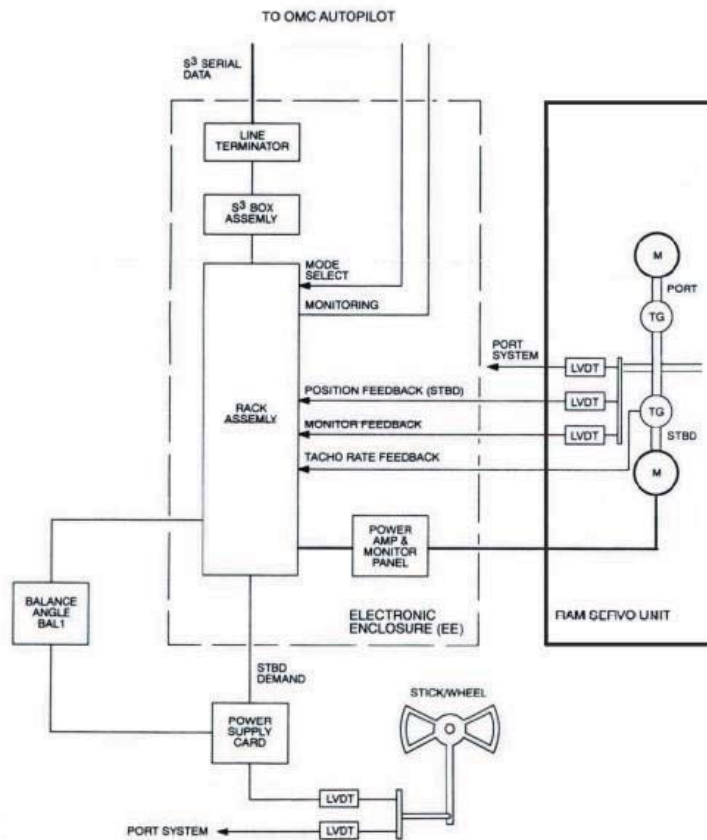 TO OMC AUTOPILOT
S³ SERIAL
DATA
LINE
TERMINATOR
S³ BOX
ASSEMLY
MODE
SELECT
MONITORING
M
PORT
TG
PORT
SYSTEM
LVDT
POSITION FEEDBACK (STBD)
LVDT
RACK
ASSEMLY
MONITOR FEEDBACK
LVDT
TG
STBD
TACHO RATE FEEDBACK
M
POWER
AMP &
MONITOR
PANEL
BALANCE
ANGLE
BAL1
ELECTRONIC
ENCLOSURE (EE)
RAM SERVO UNIT
STBD
DEMAND
STICK/WHEEL
POWER
SUPPLY
CARD
LVDT
PORT SYSTEM
LVDT